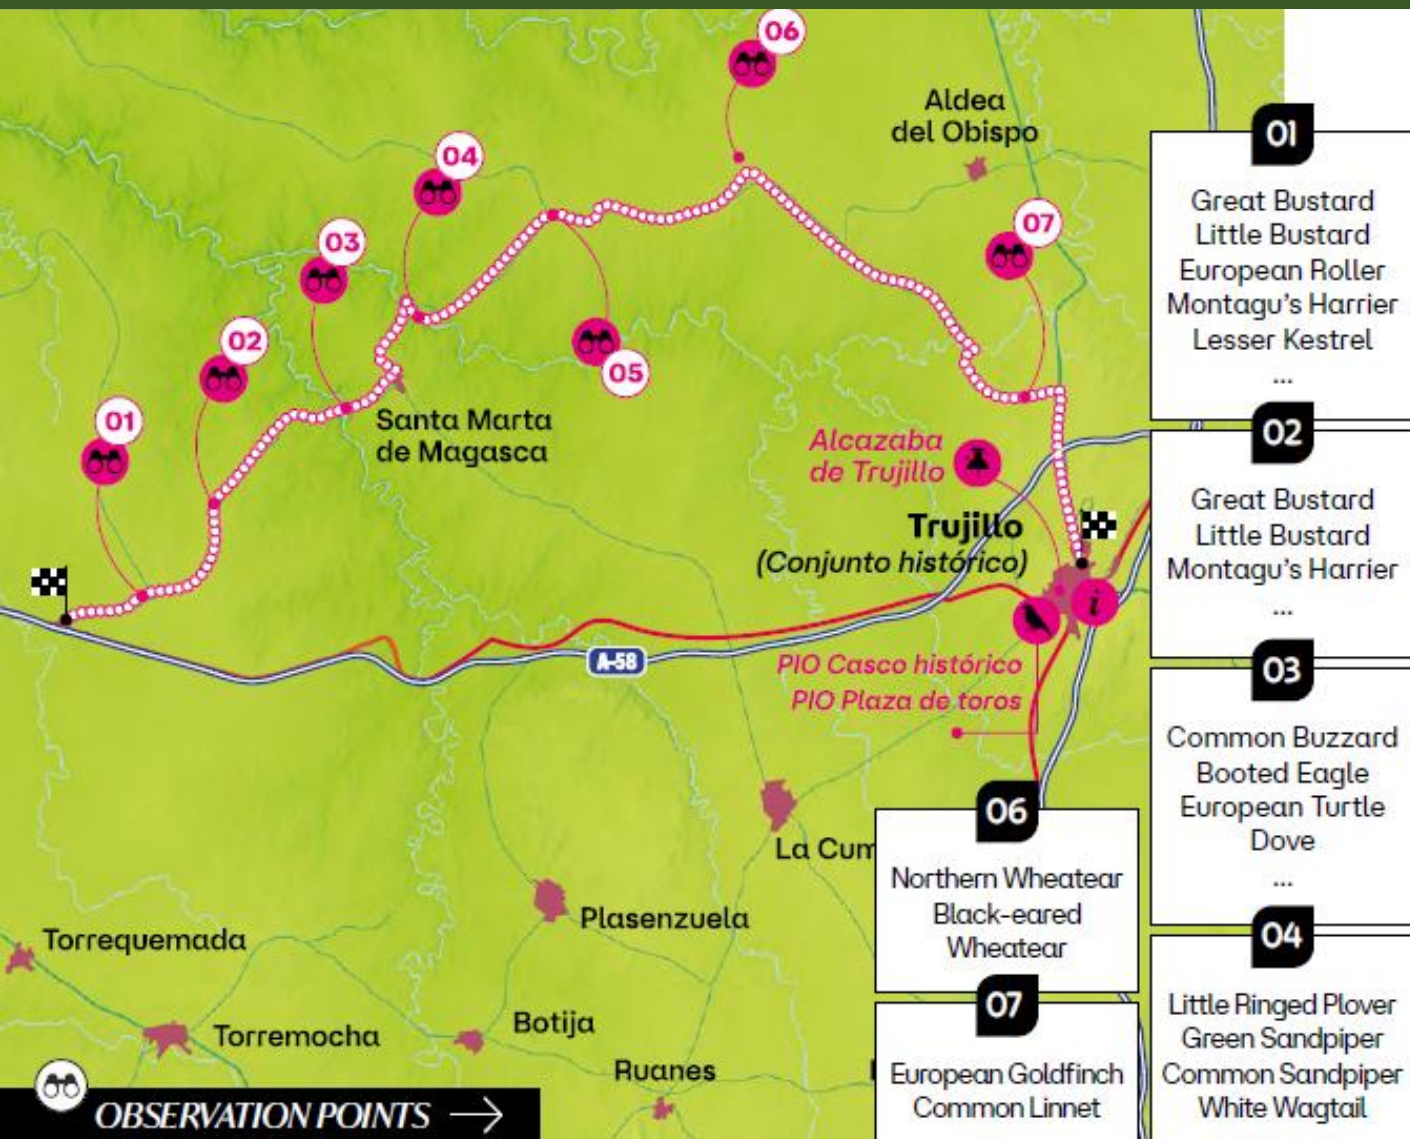 06
Aldea
del Obispo
04
07
03
02
05
01
Santa Marta
de Magasca
Alcazaba
de Trujillo
Trujillo
(Conjunto histórico)
i
A-58
PIO Casco histórico
PIO Plaza de toros
La Cum
Plasenzuela
Torrequemada
Torremocha
Botija
Ruanes
OBSERVATION POINTS
01
Great Bustard
Little Bustard
European Roller
Montagu's Harrier
Lesser Kestrel
...
02
Great Bustard
Little Bustard
Montagu's Harrier
...
03
Common Buzzard
Booted Eagle
European Turtle
Dove
...
04
Little Ringed Plover
Green Sandpiper
Common Sandpiper
White Wagtail
06
Northern Wheatear
Black-eared
Wheatear
07
European Goldfinch
Common Linnet